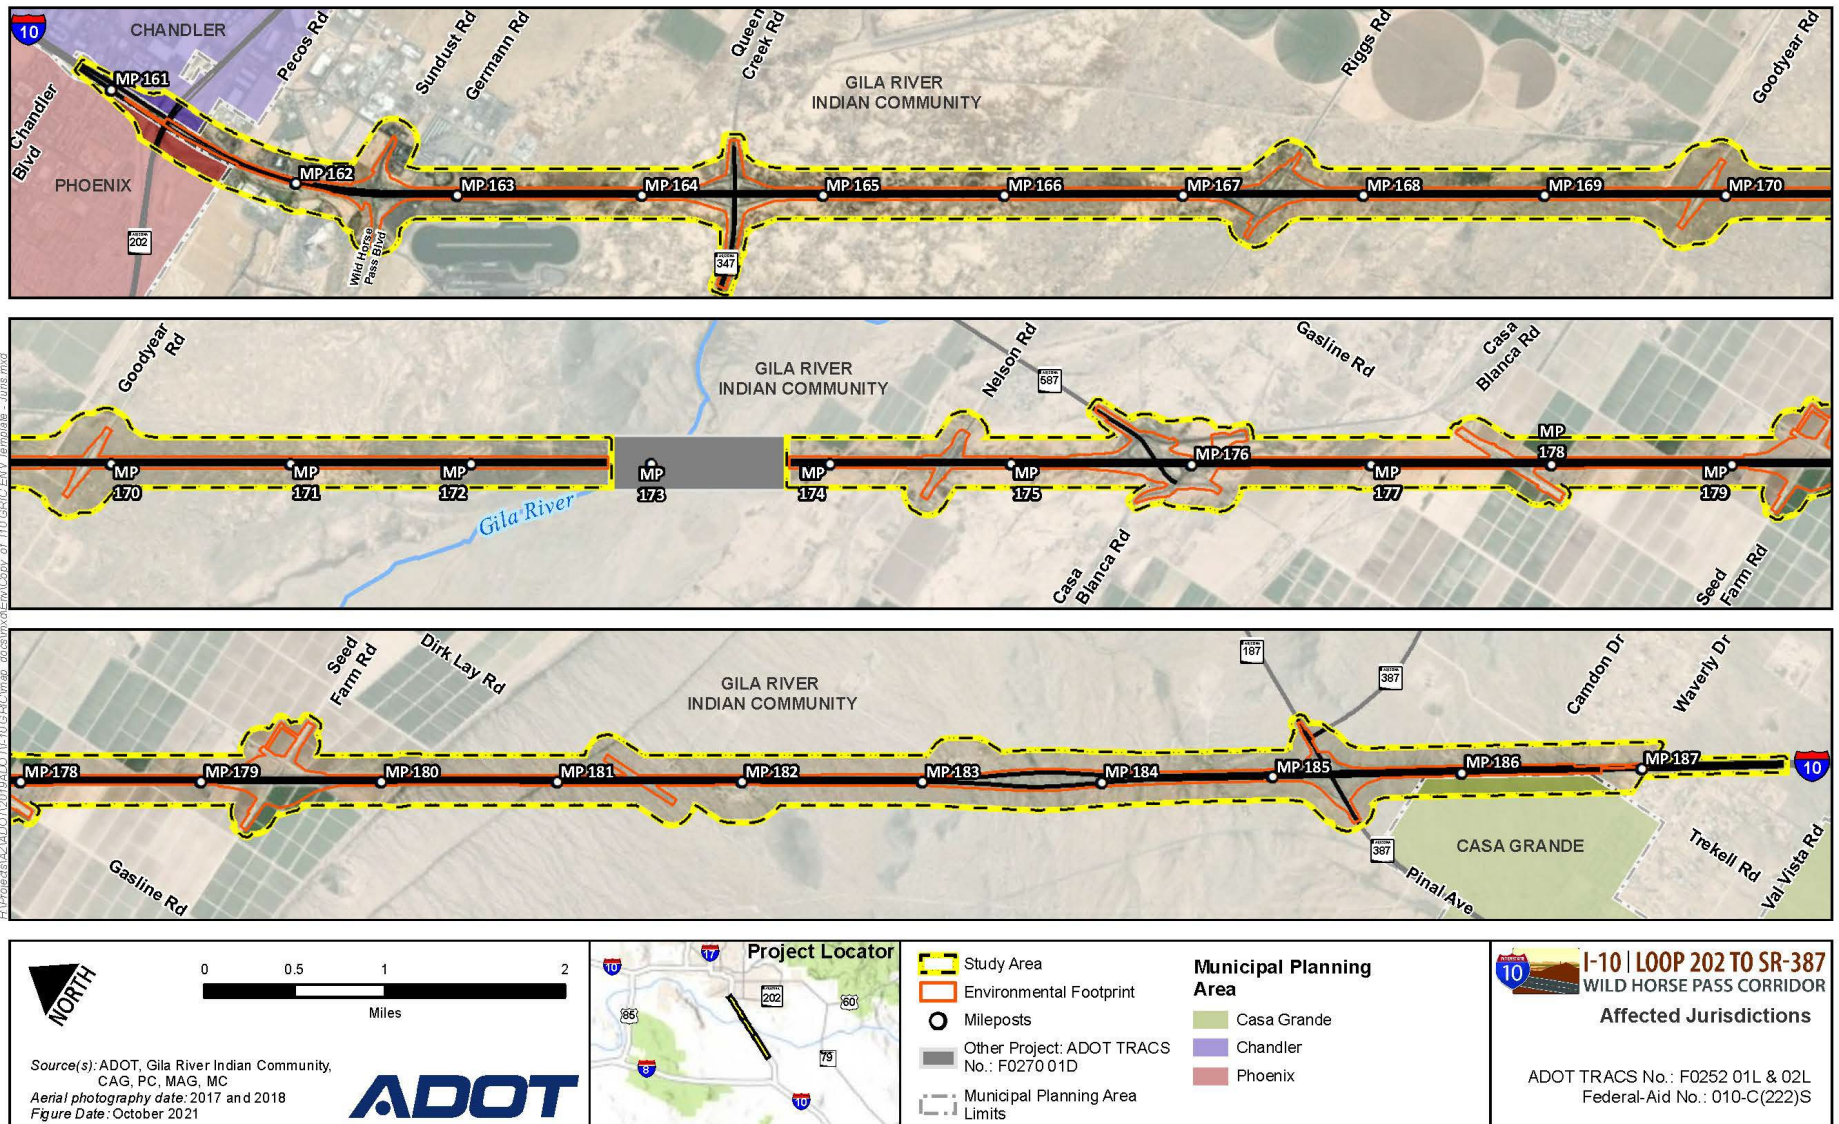 10
CHANDLER
Pecos Rd
Sundust Rd
Germann Rd
Queen
Creek Rd
GILA RIVER
INDIAN COMMUNITY
Riggs Rd
Goodyear Rd
Chandler
Blvd
PHOENIX
ARIZONA
202
Wild Horse
Pass Blvd
ARIZONA
347
MP 161
MP 162
MP 163
MP 164
MP 165
MP 166
MP 167
MP 168
MP 169
MP 170
Goodyear
Rd
GILA RIVER
INDIAN COMMUNITY
Nelson Rd
ARIZONA
587
Gasline Rd
Casa
Blanca Rd
MP
170
MP
171
MP
172
MP
173
MP
174
MP
175
MP 176
MP
177
MP
178
MP
179
Gila River
Casa
Blanca Rd
Seed
Farm Rd
Seed
Farm Rd
Dirk Lay Rd
GILA RIVER
INDIAN COMMUNITY
ARIZONA
187
ARIZONA
387
Camdon Dr
Waverly Dr
MP 178
MP 179
MP 180
MP 181
MP 182
MP 183
MP 184
MP 185
MP 186
MP 187
10
Gasline Rd
ARIZONA
387
Pinal Ave
CASA GRANDE
Trekell Rd
Val Vista Rd
NORTH
0 0.5 1 2
Miles
Source(s): ADOT, Gila River Indian Community,
CAG, PC, MAG, MC
Aerial photography date: 2017 and 2018
Figure Date: October 2021
ADOT
Project Locator
10
17
202
60
85
79
8
10
Study Area
Environmental Footprint
Mileposts
Other Project: ADOT TRACS
No.: F0270 01D
Municipal Planning Area
Limits
Municipal Planning
Area
Casa Grande
Chandler
Phoenix
INTERSTATE
10
I-10 | LOOP 202 TO SR-387
WILD HORSE PASS CORRIDOR
Affected Jurisdictions
ADOT TRACS No.: F0252 01L & 02L
Federal-Aid No.: 010-C(222)S